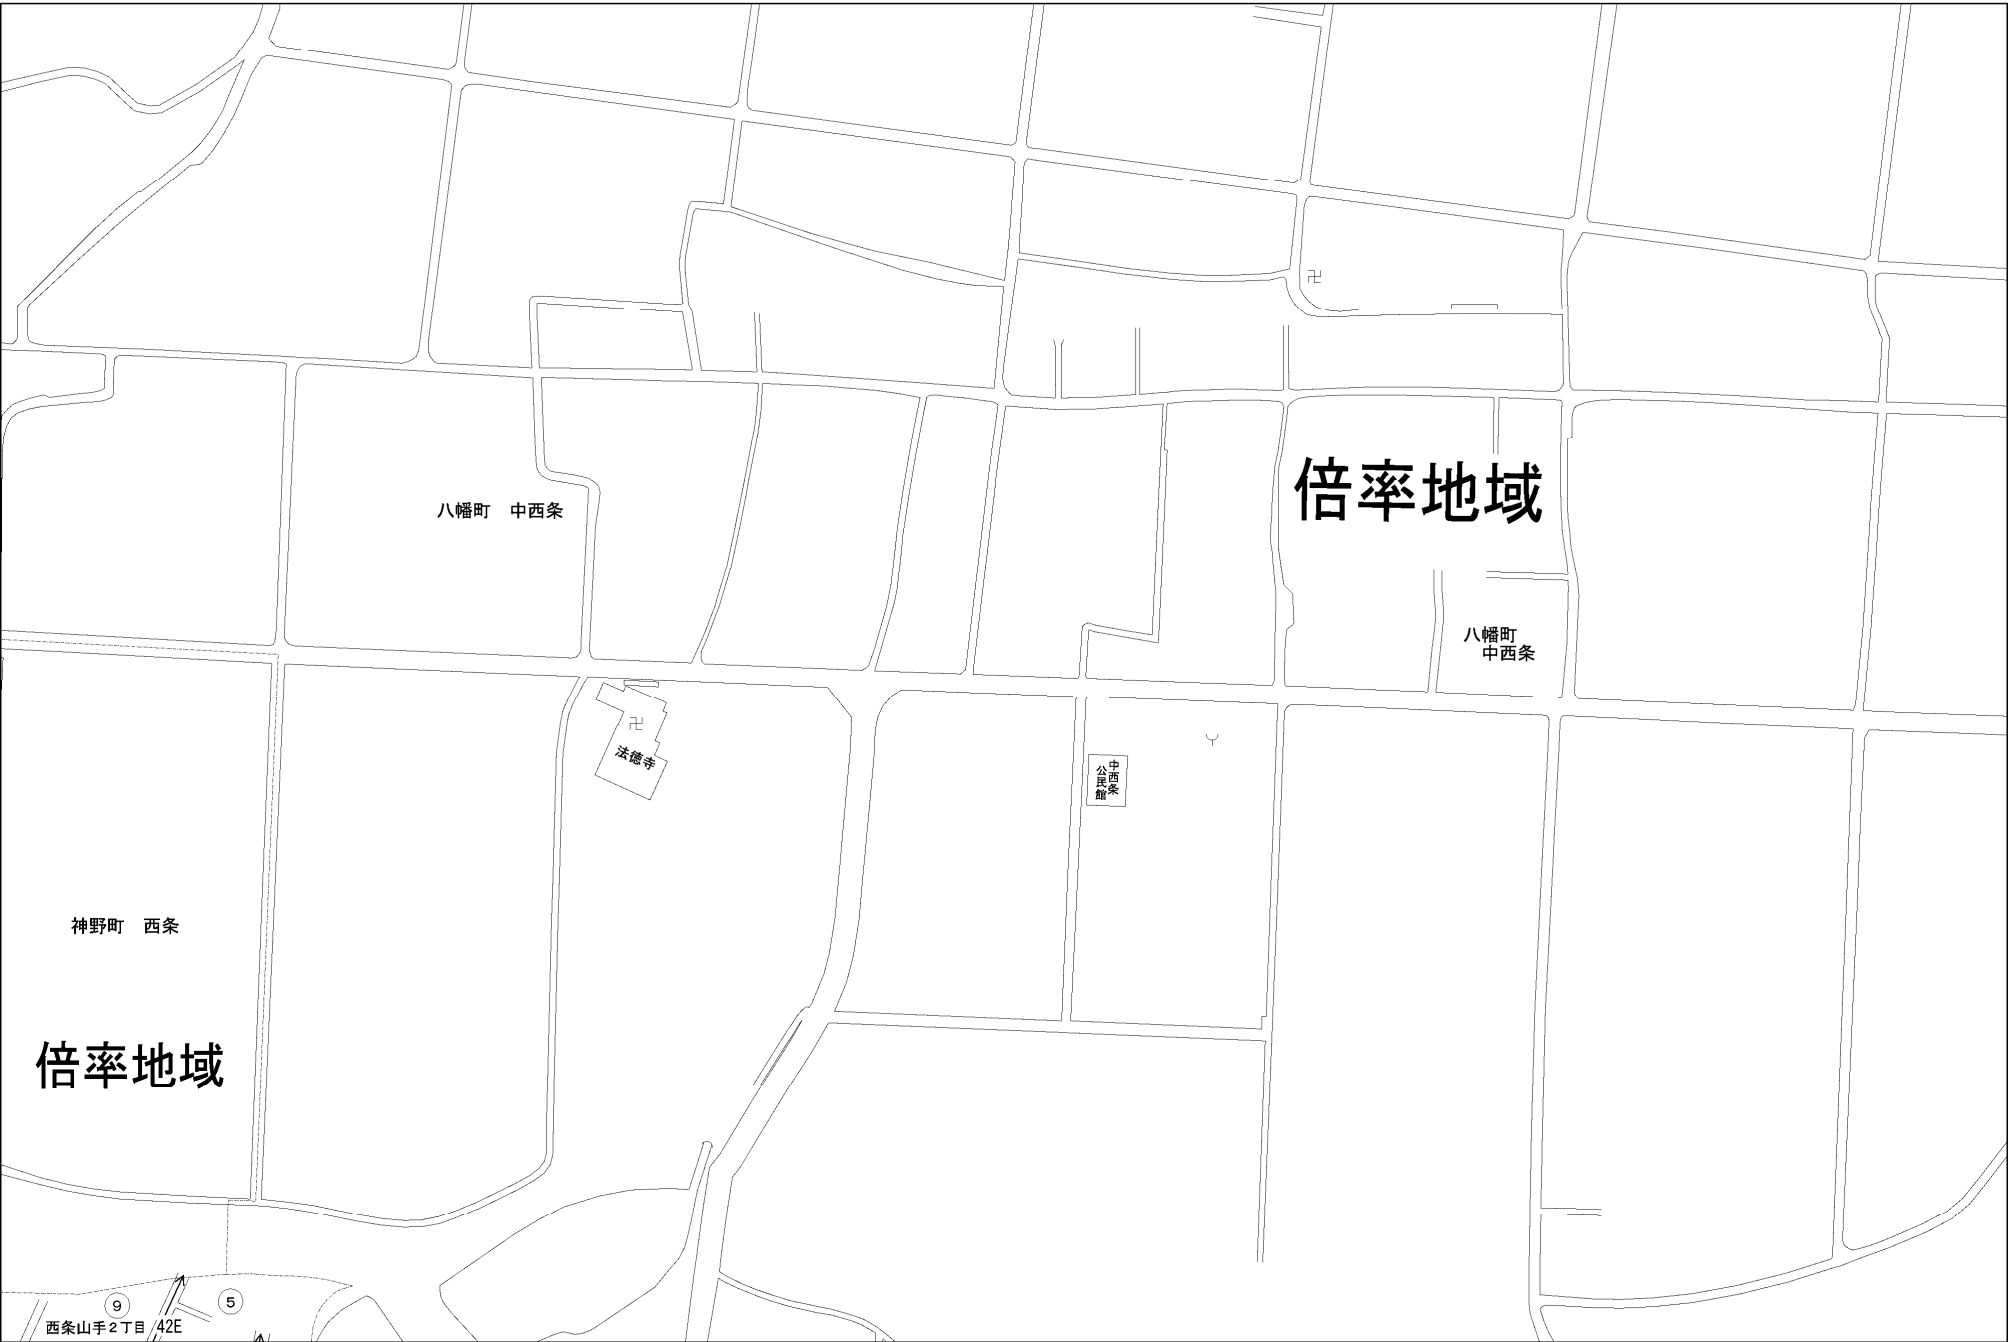 倍率地域
八幡町　中西条
八幡町
中西条
法徳寺
中西条
公民館
神野町　西条
倍率地域
9
5
西条山手2丁目
42E